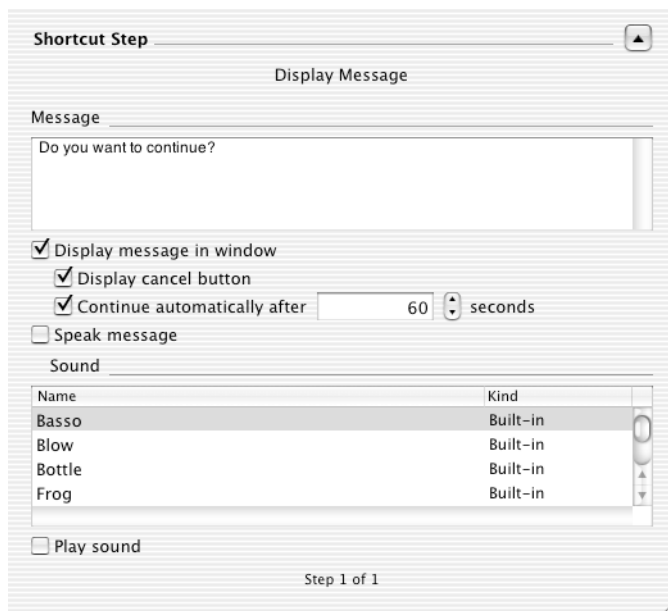 Shortcut Step
Display Message
Message
Do you want to continue?
Display message in window
Display cancel button
Continue automatically after 60 seconds
Speak message
Sound
Name Kind
Basso Built-in
Blow Built-in
Bottle Built-in
Frog Built-in
Play sound
Step 1 of 1